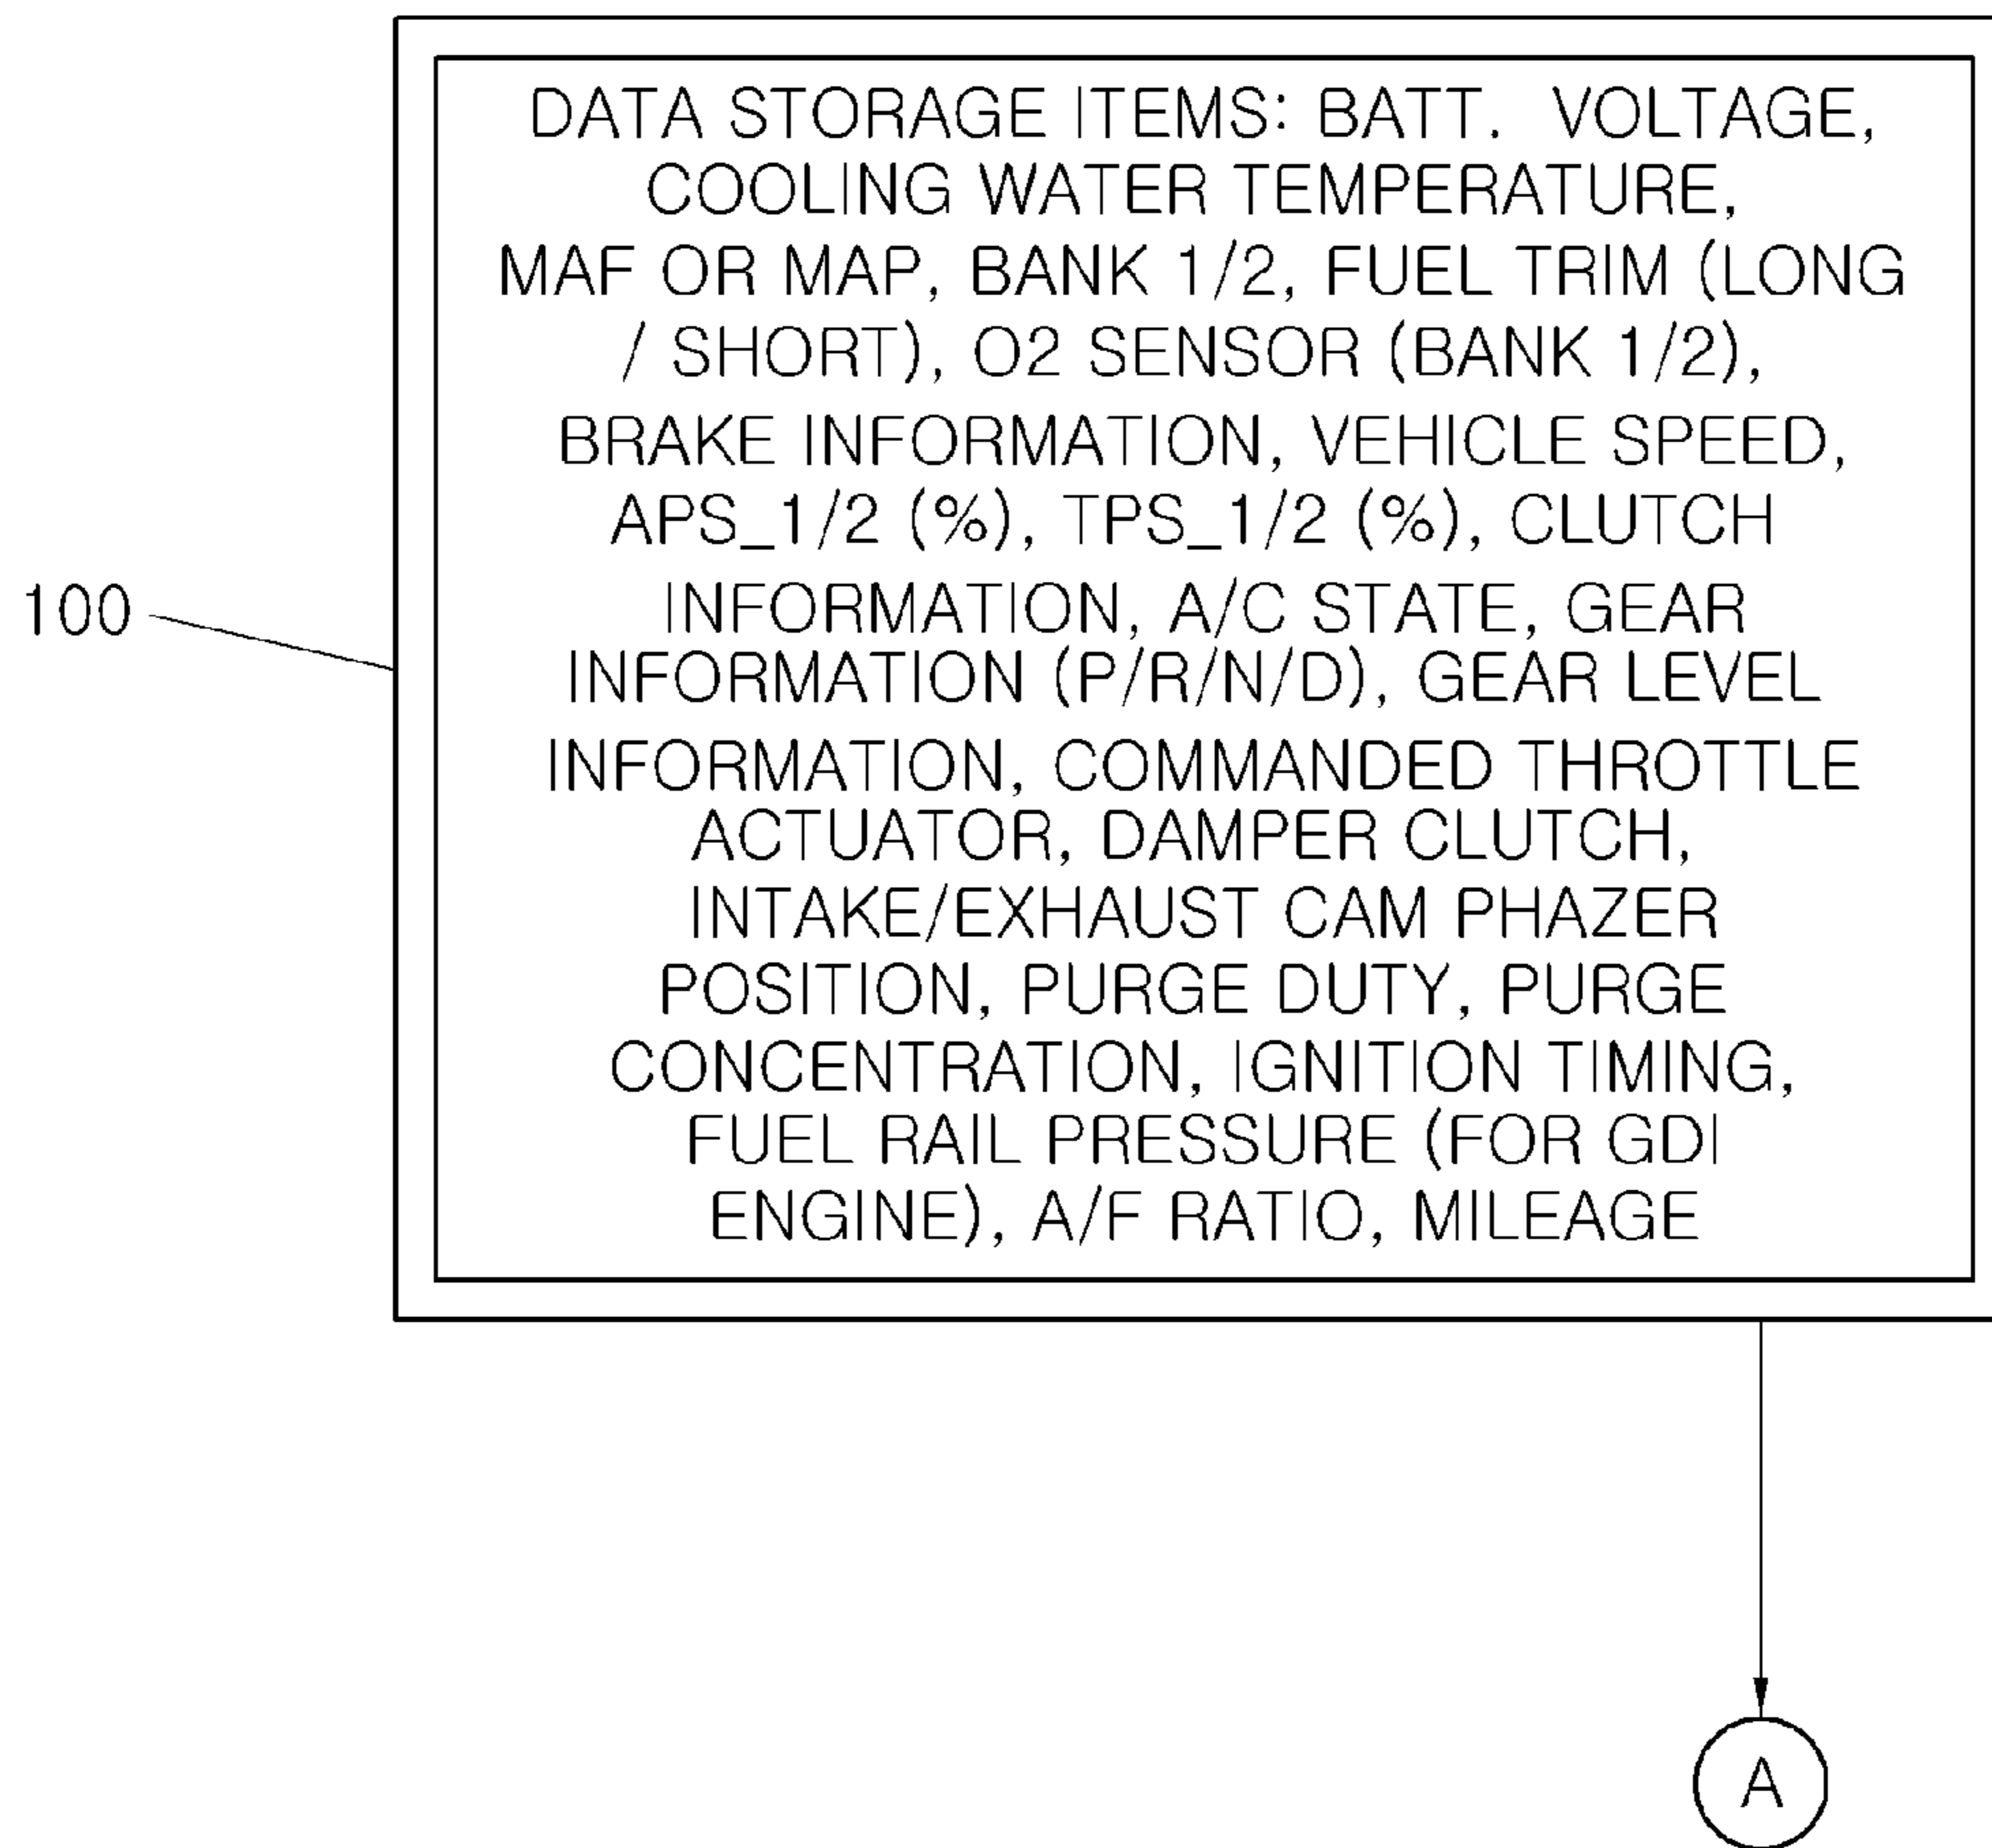 DATA STORAGE ITEMS: BATT. VOLTAGE,
COOLING WATER TEMPERATURE,
MAF OR MAP, BANK 1/2, FUEL TRIM (LONG
/ SHORT), O2 SENSOR (BANK 1/2),
BRAKE INFORMATION, VEHICLE SPEED,
APS_1/2 (%), TPS_1/2 (%), CLUTCH
INFORMATION, A/C STATE, GEAR
INFORMATION (P/R/N/D), GEAR LEVEL
INFORMATION, COMMANDED THROTTLE
ACTUATOR, DAMPER CLUTCH,
INTAKE/EXHAUST CAM PHAZER
POSITION, PURGE DUTY, PURGE
CONCENTRATION, IGNITION TIMING,
FUEL RAIL PRESSURE (FOR GDI
ENGINE), A/F RATIO, MILEAGE
100
A